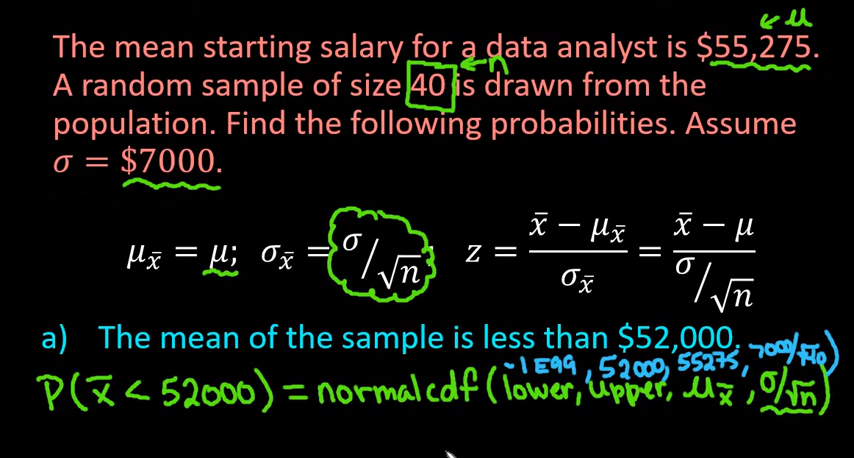 ← μ
The mean starting salary for a data analyst is $55,275.
← n
A random sample of size 40 is drawn from the
population. Find the following probabilities. Assume
σ = $7000.
μx̄ = μ; σx̄ = σ/√n; z = (x̄ − μx̄)/σx̄ = (x̄ − μ)/(σ/√n)
a) The mean of the sample is less than $52,000.
-1E99, 52000, 55275, 7000/√40)
P(x̄ < 52000) = normalcdf(lower, upper, μx̄, σ/√n)